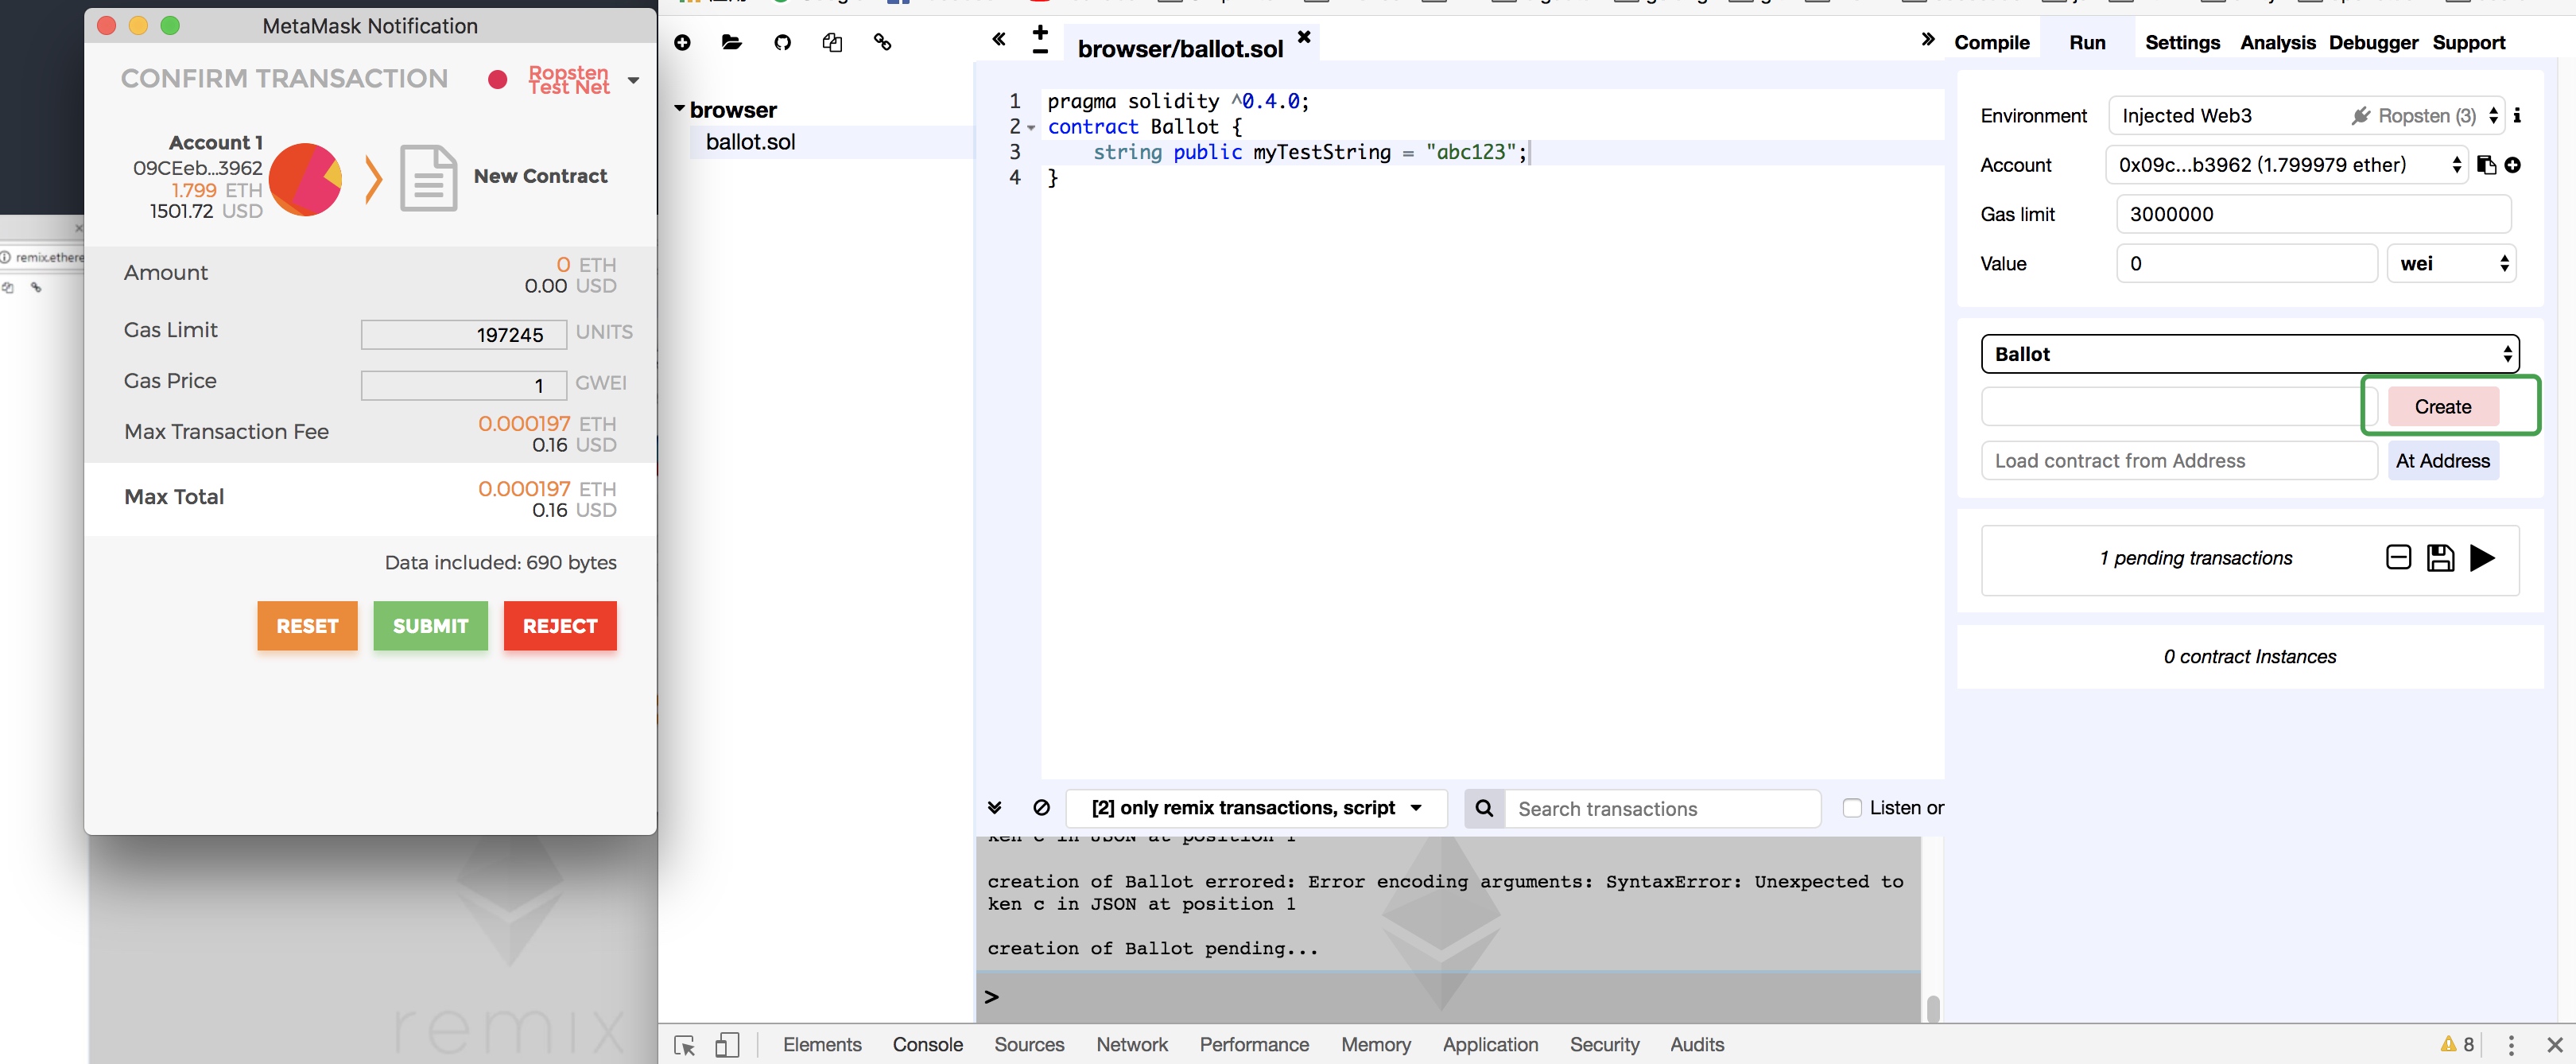 MetaMask Notification
CONFIRM TRANSACTION
Ropsten
Test Net
Account 1
09CEeb...3962
1.799 ETH
1501.72 USD
New Contract
Amount
0 ETH
0.00 USD
Gas Limit
197245 UNITS
Gas Price
1 GWEI
Max Transaction Fee
0.000197 ETH
0.16 USD
Max Total
0.000197 ETH
0.16 USD
Data included: 690 bytes
RESET SUBMIT REJECT
remix.ethere
remix
browser
ballot.sol
browser/ballot.sol
1 pragma solidity ^0.4.0;
2 contract Ballot {
3 string public myTestString = "abc123";
4 }
[2] only remix transactions, script
Search transactions
Listen or
ken c in JSON at position 1
creation of Ballot errored: Error encoding arguments: SyntaxError: Unexpected to
ken c in JSON at position 1
creation of Ballot pending...
>
Compile Run Settings Analysis Debugger Support
Environment Injected Web3 Ropsten (3)
Account 0x09c...b3962 (1.799979 ether)
Gas limit 3000000
Value 0 wei
Ballot
Create
Load contract from Address At Address
1 pending transactions
0 contract Instances
Elements Console Sources Network Performance Memory Application Security Audits
8